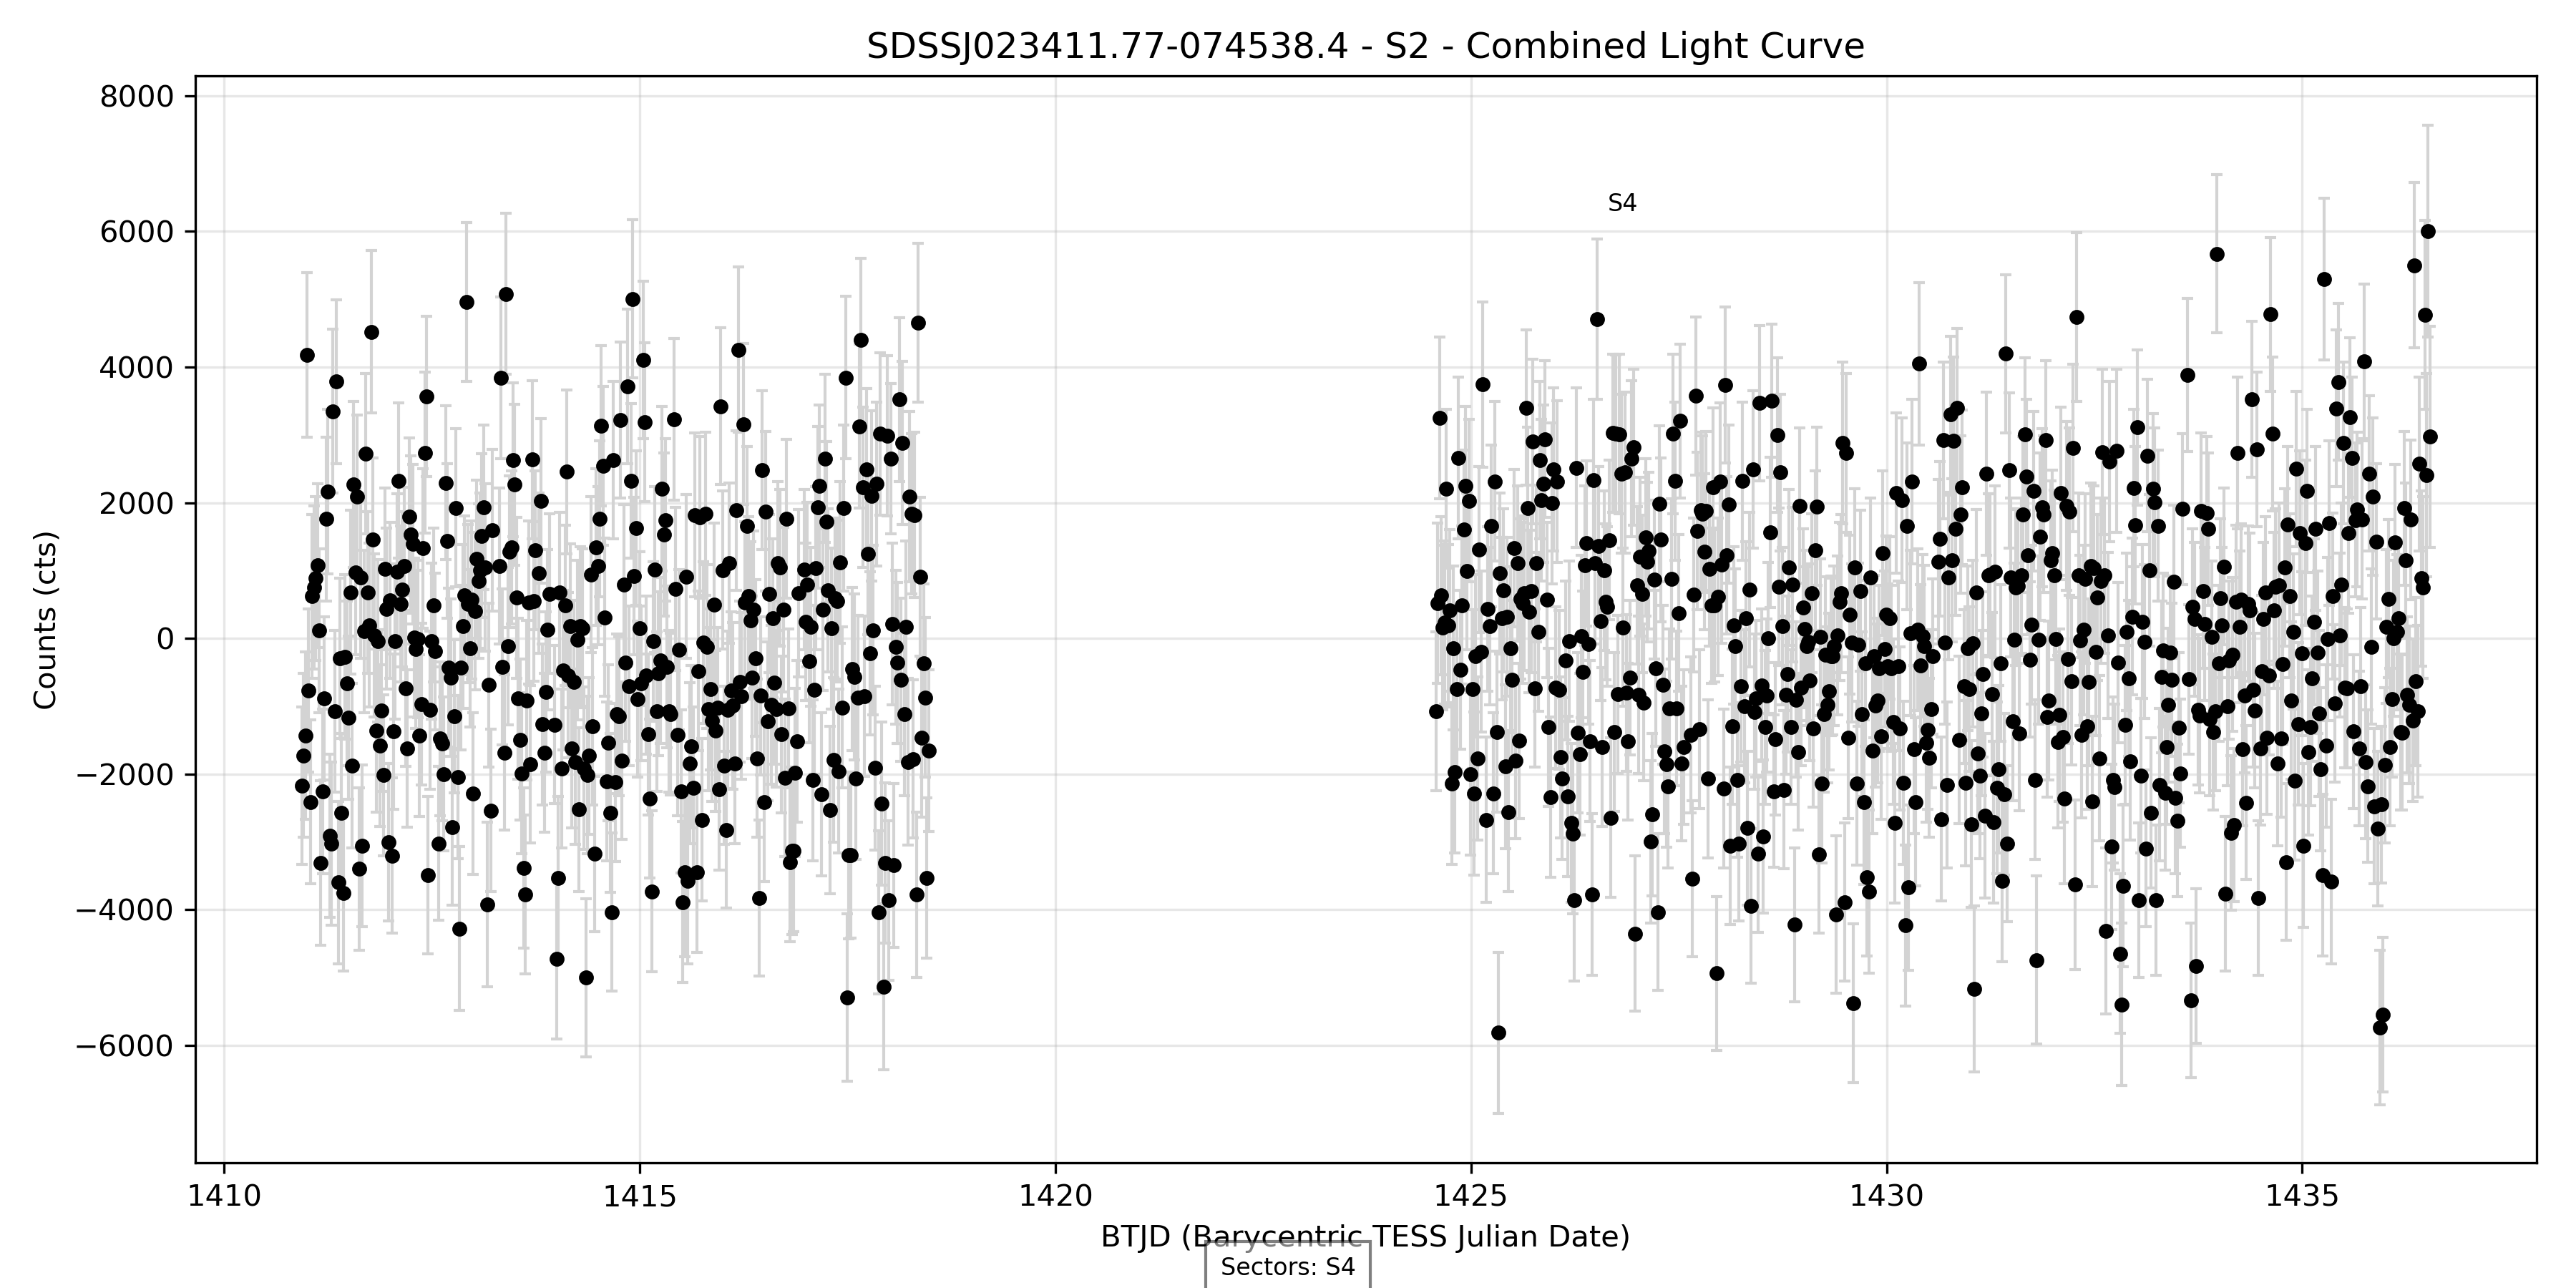 SDSSJ023411.77-074538.4 - S2 - Combined Light Curve
8000
6000
4000
2000
0
−2000
−4000
−6000
Counts (cts)
S4
1410 1415 1420 1425 1430 1435
BTJD (Barycentric TESS Julian Date)
Sectors: S4